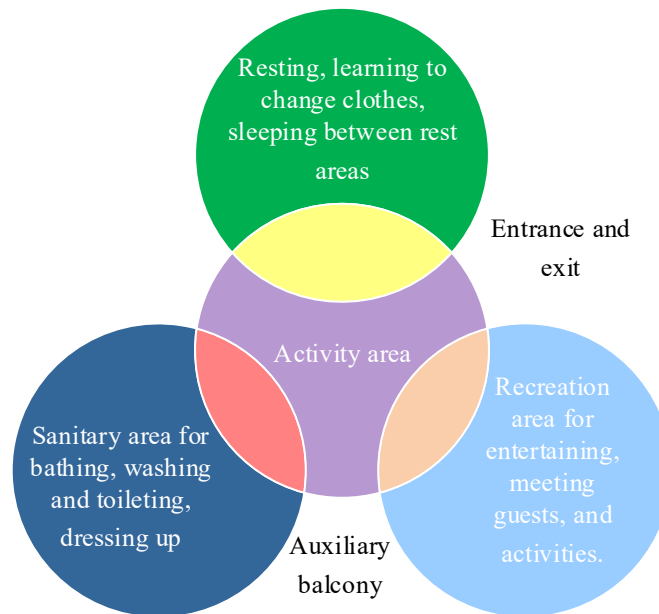 Resting, learning to
change clothes,
sleeping between rest
areas
Entrance and
exit
Activity area
Sanitary area for
bathing, washing
and toileting,
dressing up
Recreation
area for
entertaining,
meeting
guests, and
activities.
Auxiliary
balcony